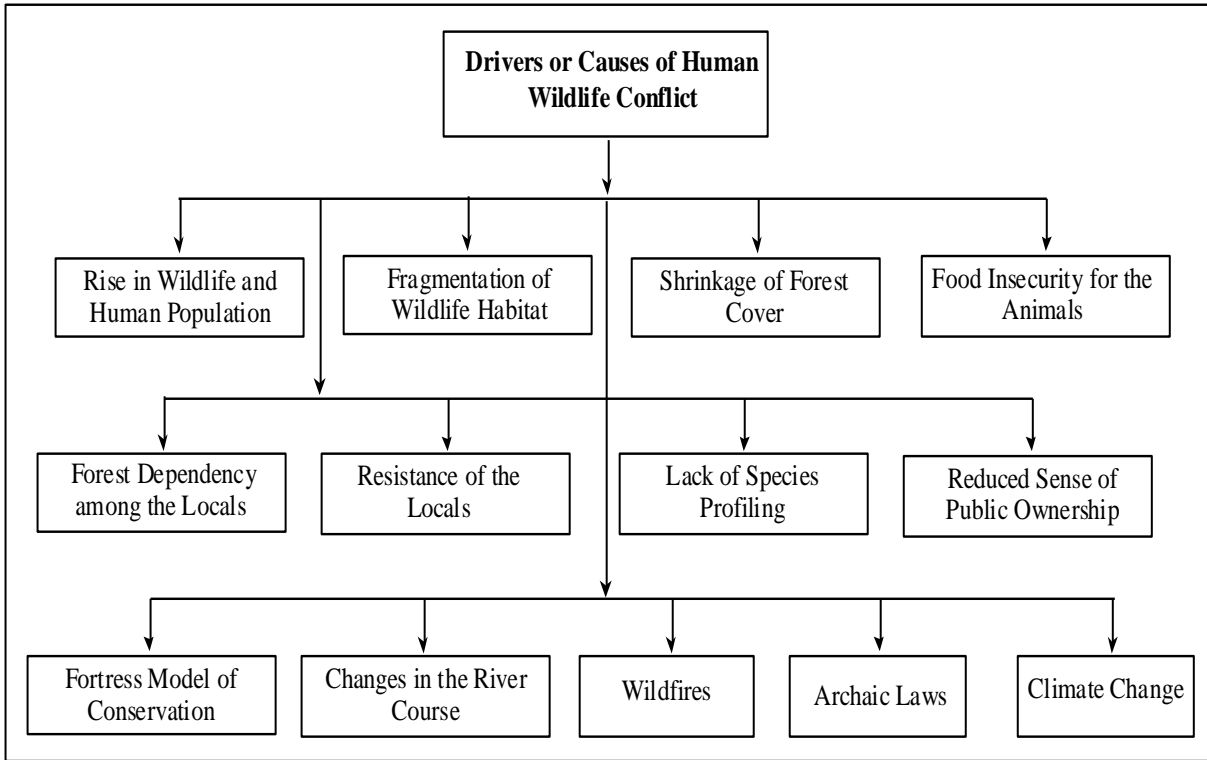 Drivers or Causes of Human
Wildlife Conflict
Rise in Wildlife and
Human Population
Fragmentation of
Wildlife Habitat
Shrinkage of Forest
Cover
Food Insecurity for the
Animals
Forest Dependency
among the Locals
Resistance of the
Locals
Lack of Species
Profiling
Reduced Sense of
Public Ownership
Fortress Model of
Conservation
Changes in the River
Course
Wildfires
Archaic Laws
Climate Change